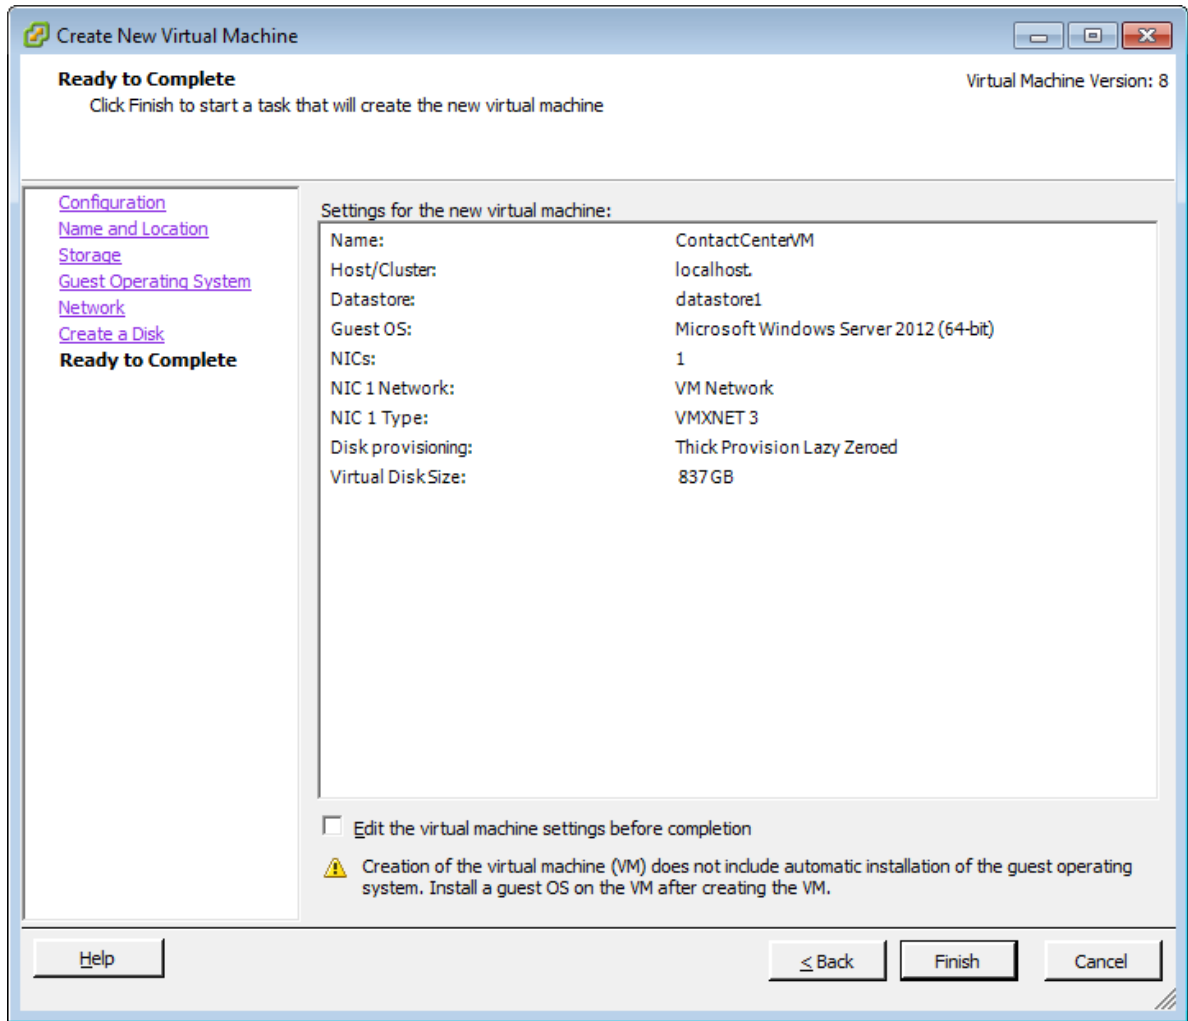 Create New Virtual Machine
Ready to Complete
Click Finish to start a task that will create the new virtual machine
Virtual Machine Version: 8
Configuration
Name and Location
Storage
Guest Operating System
Network
Create a Disk
Ready to Complete
Settings for the new virtual machine:
Name: ContactCenterVM
Host/Cluster: localhost.
Datastore: datastore1
Guest OS: Microsoft Windows Server 2012 (64-bit)
NICs: 1
NIC 1 Network: VM Network
NIC 1 Type: VMXNET 3
Disk provisioning: Thick Provision Lazy Zeroed
Virtual Disk Size: 837 GB
Edit the virtual machine settings before completion
Creation of the virtual machine (VM) does not include automatic installation of the guest operating
system. Install a guest OS on the VM after creating the VM.
Help
< Back
Finish
Cancel